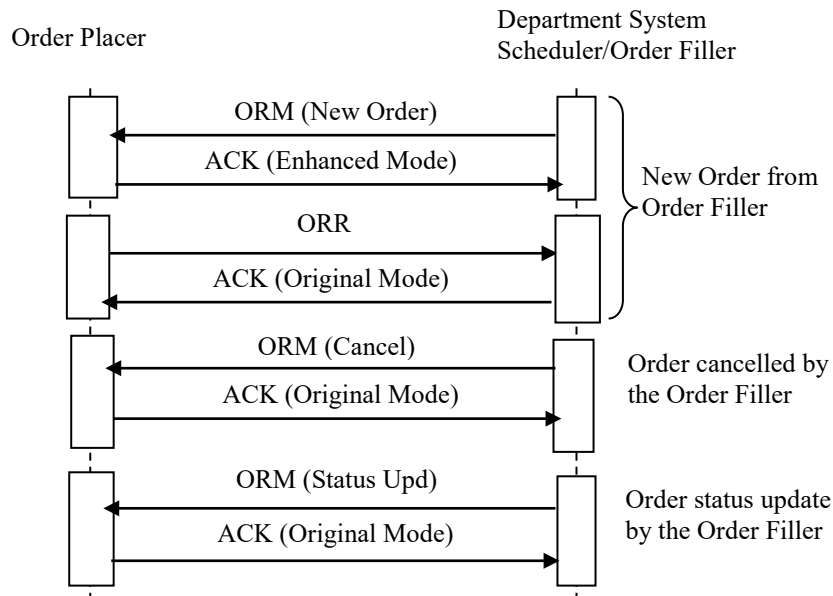 Order Placer
Department System
Scheduler/Order Filler
ORM (New Order)
ACK (Enhanced Mode)
New Order from
Order Filler
ORR
ACK (Original Mode)
ORM (Cancel)
ACK (Original Mode)
Order cancelled by
the Order Filler
ORM (Status Upd)
ACK (Original Mode)
Order status update
by the Order Filler